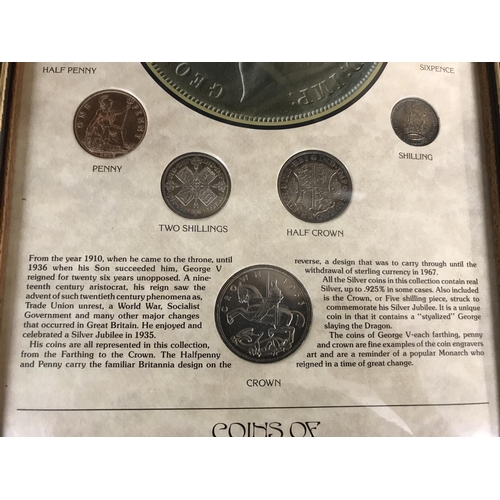 HALF PENNY
SIXPENCE
GEO
IMP:
ONE PENNY
PENNY
SHILLING
TWO SHILLINGS
HALF CROWN
From the year 1910, when he came to the throne, until
1936 when his Son succeeded him, George V
reigned for twenty six years unopposed. A nine-
teenth century aristocrat, his reign saw the
advent of such twentieth century phenomena as,
Trade Union unrest, a World War, Socialist
Government and many other major changes
that occurred in Great Britain. He enjoyed and
celebrated a Silver Jubilee in 1935.
His coins are all represented in this collection,
from the Farthing to the Crown. The Halfpenny
and Penny carry the familiar Britannia design on the
CROWN
1935
CROWN
reverse, a design that was to carry through until the
withdrawal of sterling currency in 1967.
All the Silver coins in this collection contain real
Silver, up to .925% in some cases. Also included
is the Crown, or Five shilling piece, struck to
commemorate his Silver Jubilee. It is a unique
coin in that it contains a "styalized" George
slaying the Dragon.
The coins of George V-each farthing, penny
and crown are fine examples of the coin engravers
art and are a reminder of a popular Monarch who
reigned in a time of great change.
COINS OF